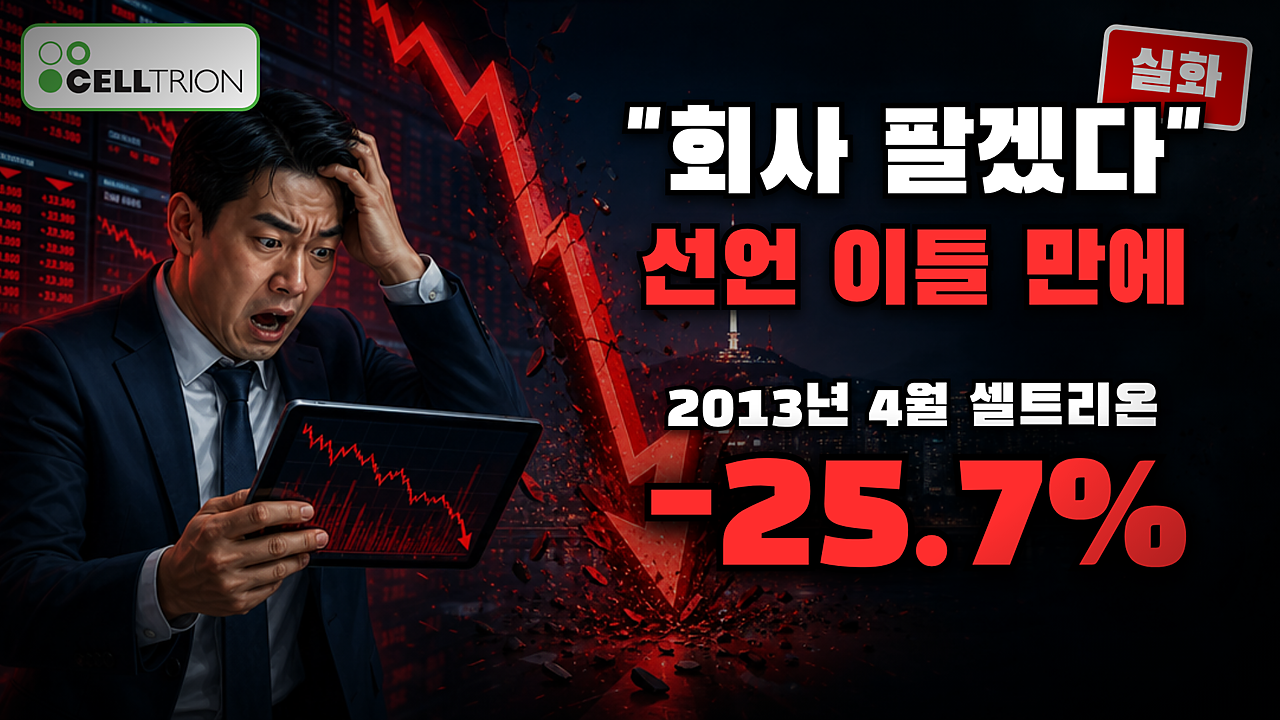 CELLTRION
실화
"회사 팔겠다"
선언 이틀 만에
2013년 4월 셀트리온
-25.7%